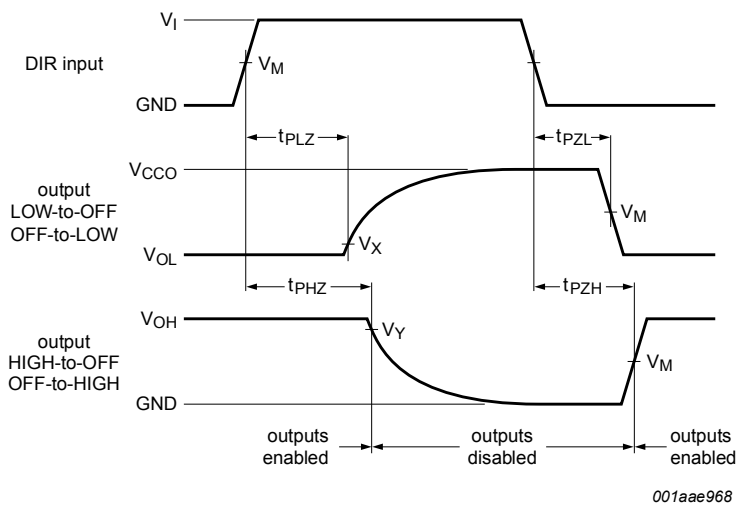 V_I
DIR input
V_M
GND
t_PLZ
t_PZL
V_CCO
output
LOW-to-OFF
OFF-to-LOW
V_M
V_X
V_OL
t_PHZ
t_PZH
V_OH
V_Y
output
HIGH-to-OFF
OFF-to-HIGH
V_M
GND
outputs
enabled
outputs
disabled
outputs
enabled
001aae968